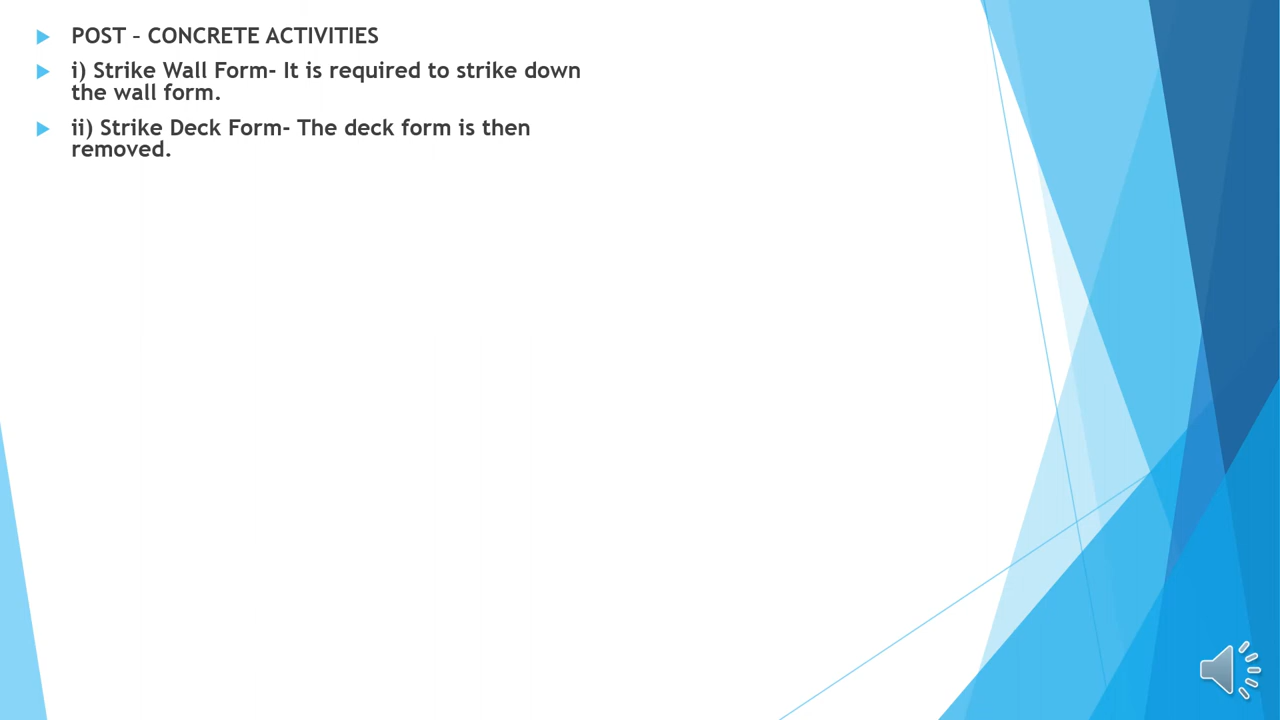 POST – CONCRETE ACTIVITIES
i) Strike Wall Form- It is required to strike down
the wall form.
ii) Strike Deck Form- The deck form is then
removed.